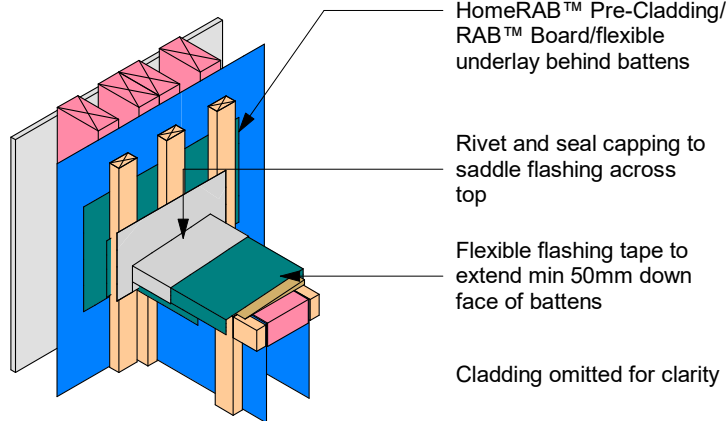 HomeRAB™ Pre-Cladding/
RAB™ Board/flexible
underlay behind battens
Rivet and seal capping to
saddle flashing across
top
Flexible flashing tape to
extend min 50mm down
face of battens
Cladding omitted for clarity